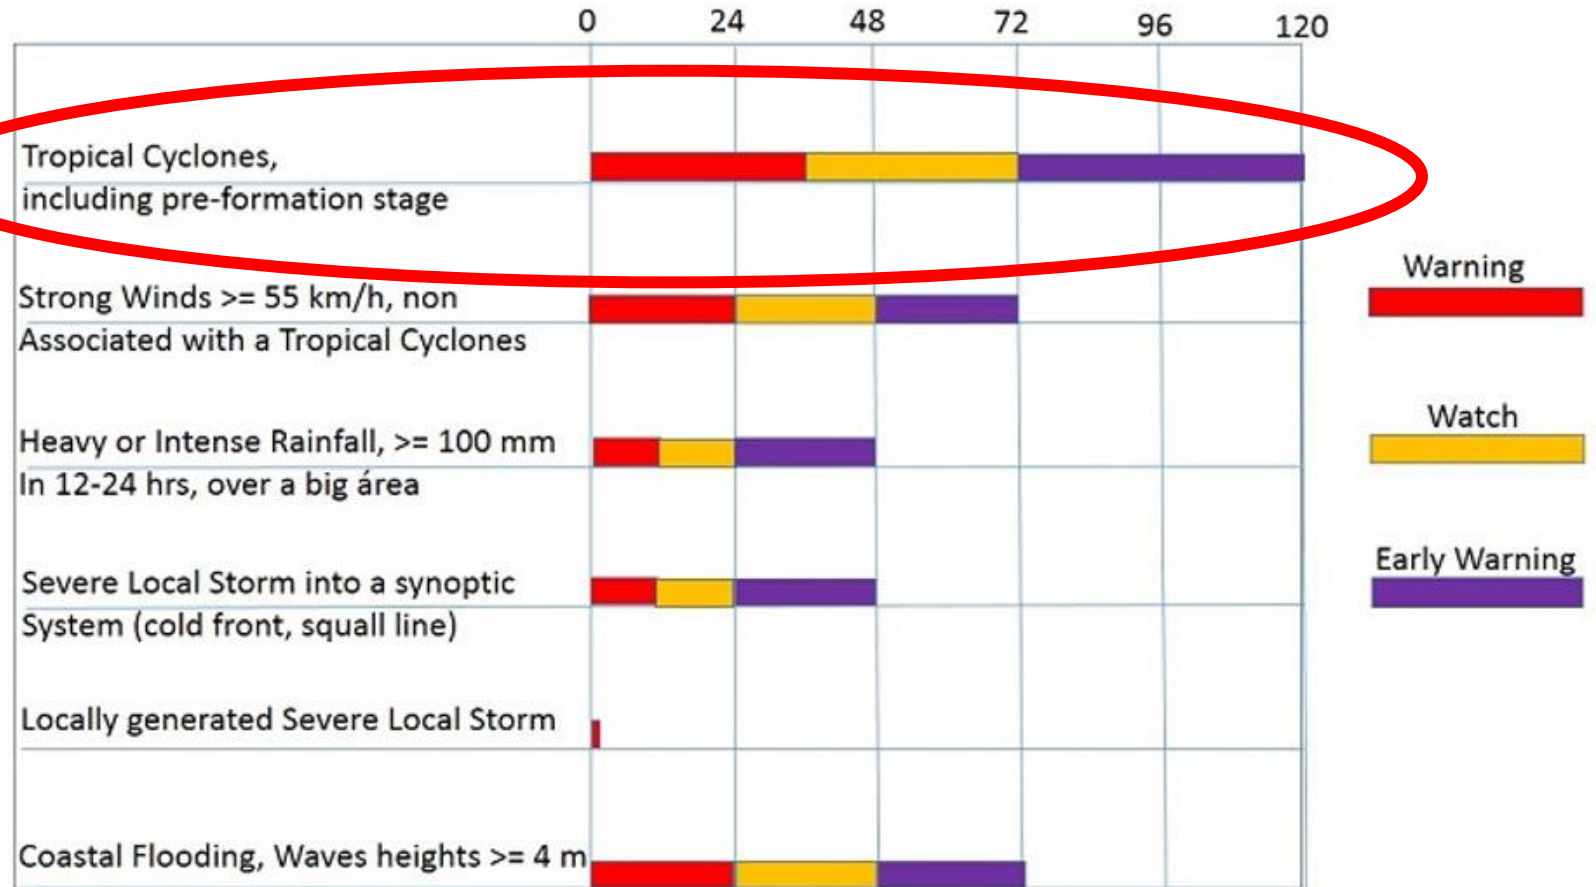 0 24 48 72 96 120
Tropical Cyclones,
including pre-formation stage
Strong Winds >= 55 km/h, non
Associated with a Tropical Cyclones
Heavy or Intense Rainfall, >= 100 mm
In 12-24 hrs, over a big área
Severe Local Storm into a synoptic
System (cold front, squall line)
Locally generated Severe Local Storm
Coastal Flooding, Waves heights >= 4 m
Warning
Watch
Early Warning